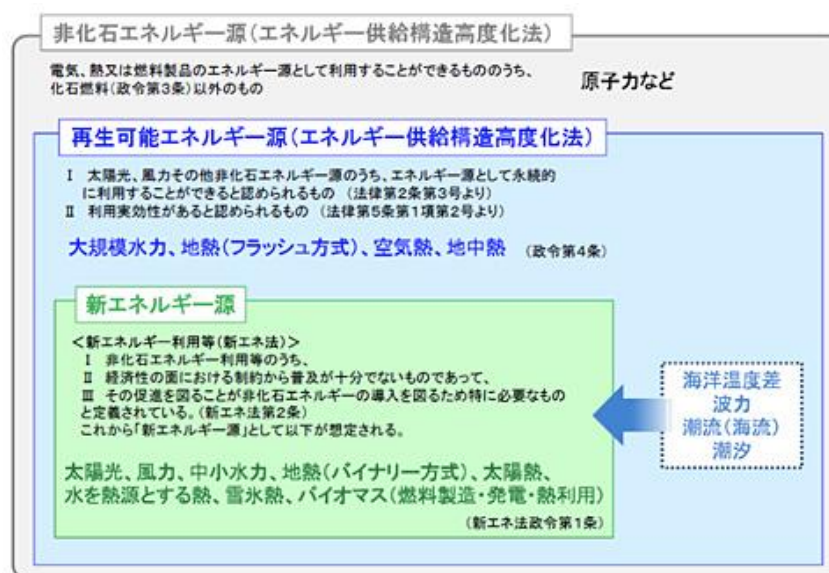 非化石エネルギー源(エネルギー供給構造高度化法)
電気、熱又は燃料製品のエネルギー源として利用することができるもののうち、
化石燃料(政令第3条)以外のもの
原子力など
再生可能エネルギー源(エネルギー供給構造高度化法)
Ⅰ 太陽光、風力その他非化石エネルギー源のうち、エネルギー源として永続的
に利用することができると認められるもの (法律第2条第3号より)
Ⅱ 利用実効性があると認められるもの (法律第5条第1項第2号より)
大規模水力、地熱(フラッシュ方式)、空気熱、地中熱 (政令第4条)
新エネルギー源
<新エネルギー利用等(新エネ法)>
Ⅰ 非化石エネルギー利用等のうち、
Ⅱ 経済性の面における制約から普及が十分でないものであって、
Ⅲ その促進を図ることが非化石エネルギーの導入を図るため特に必要なもの
と定義されている。(新エネ法第2条)
これから「新エネルギー源」として以下が想定される。
太陽光、風力、中小水力、地熱(バイナリー方式)、太陽熱、
水を熱源とする熱、雪氷熱、バイオマス(燃料製造・発電・熱利用)
(新エネ法政令第1条)
海洋温度差
波力
潮流(海流)
潮汐